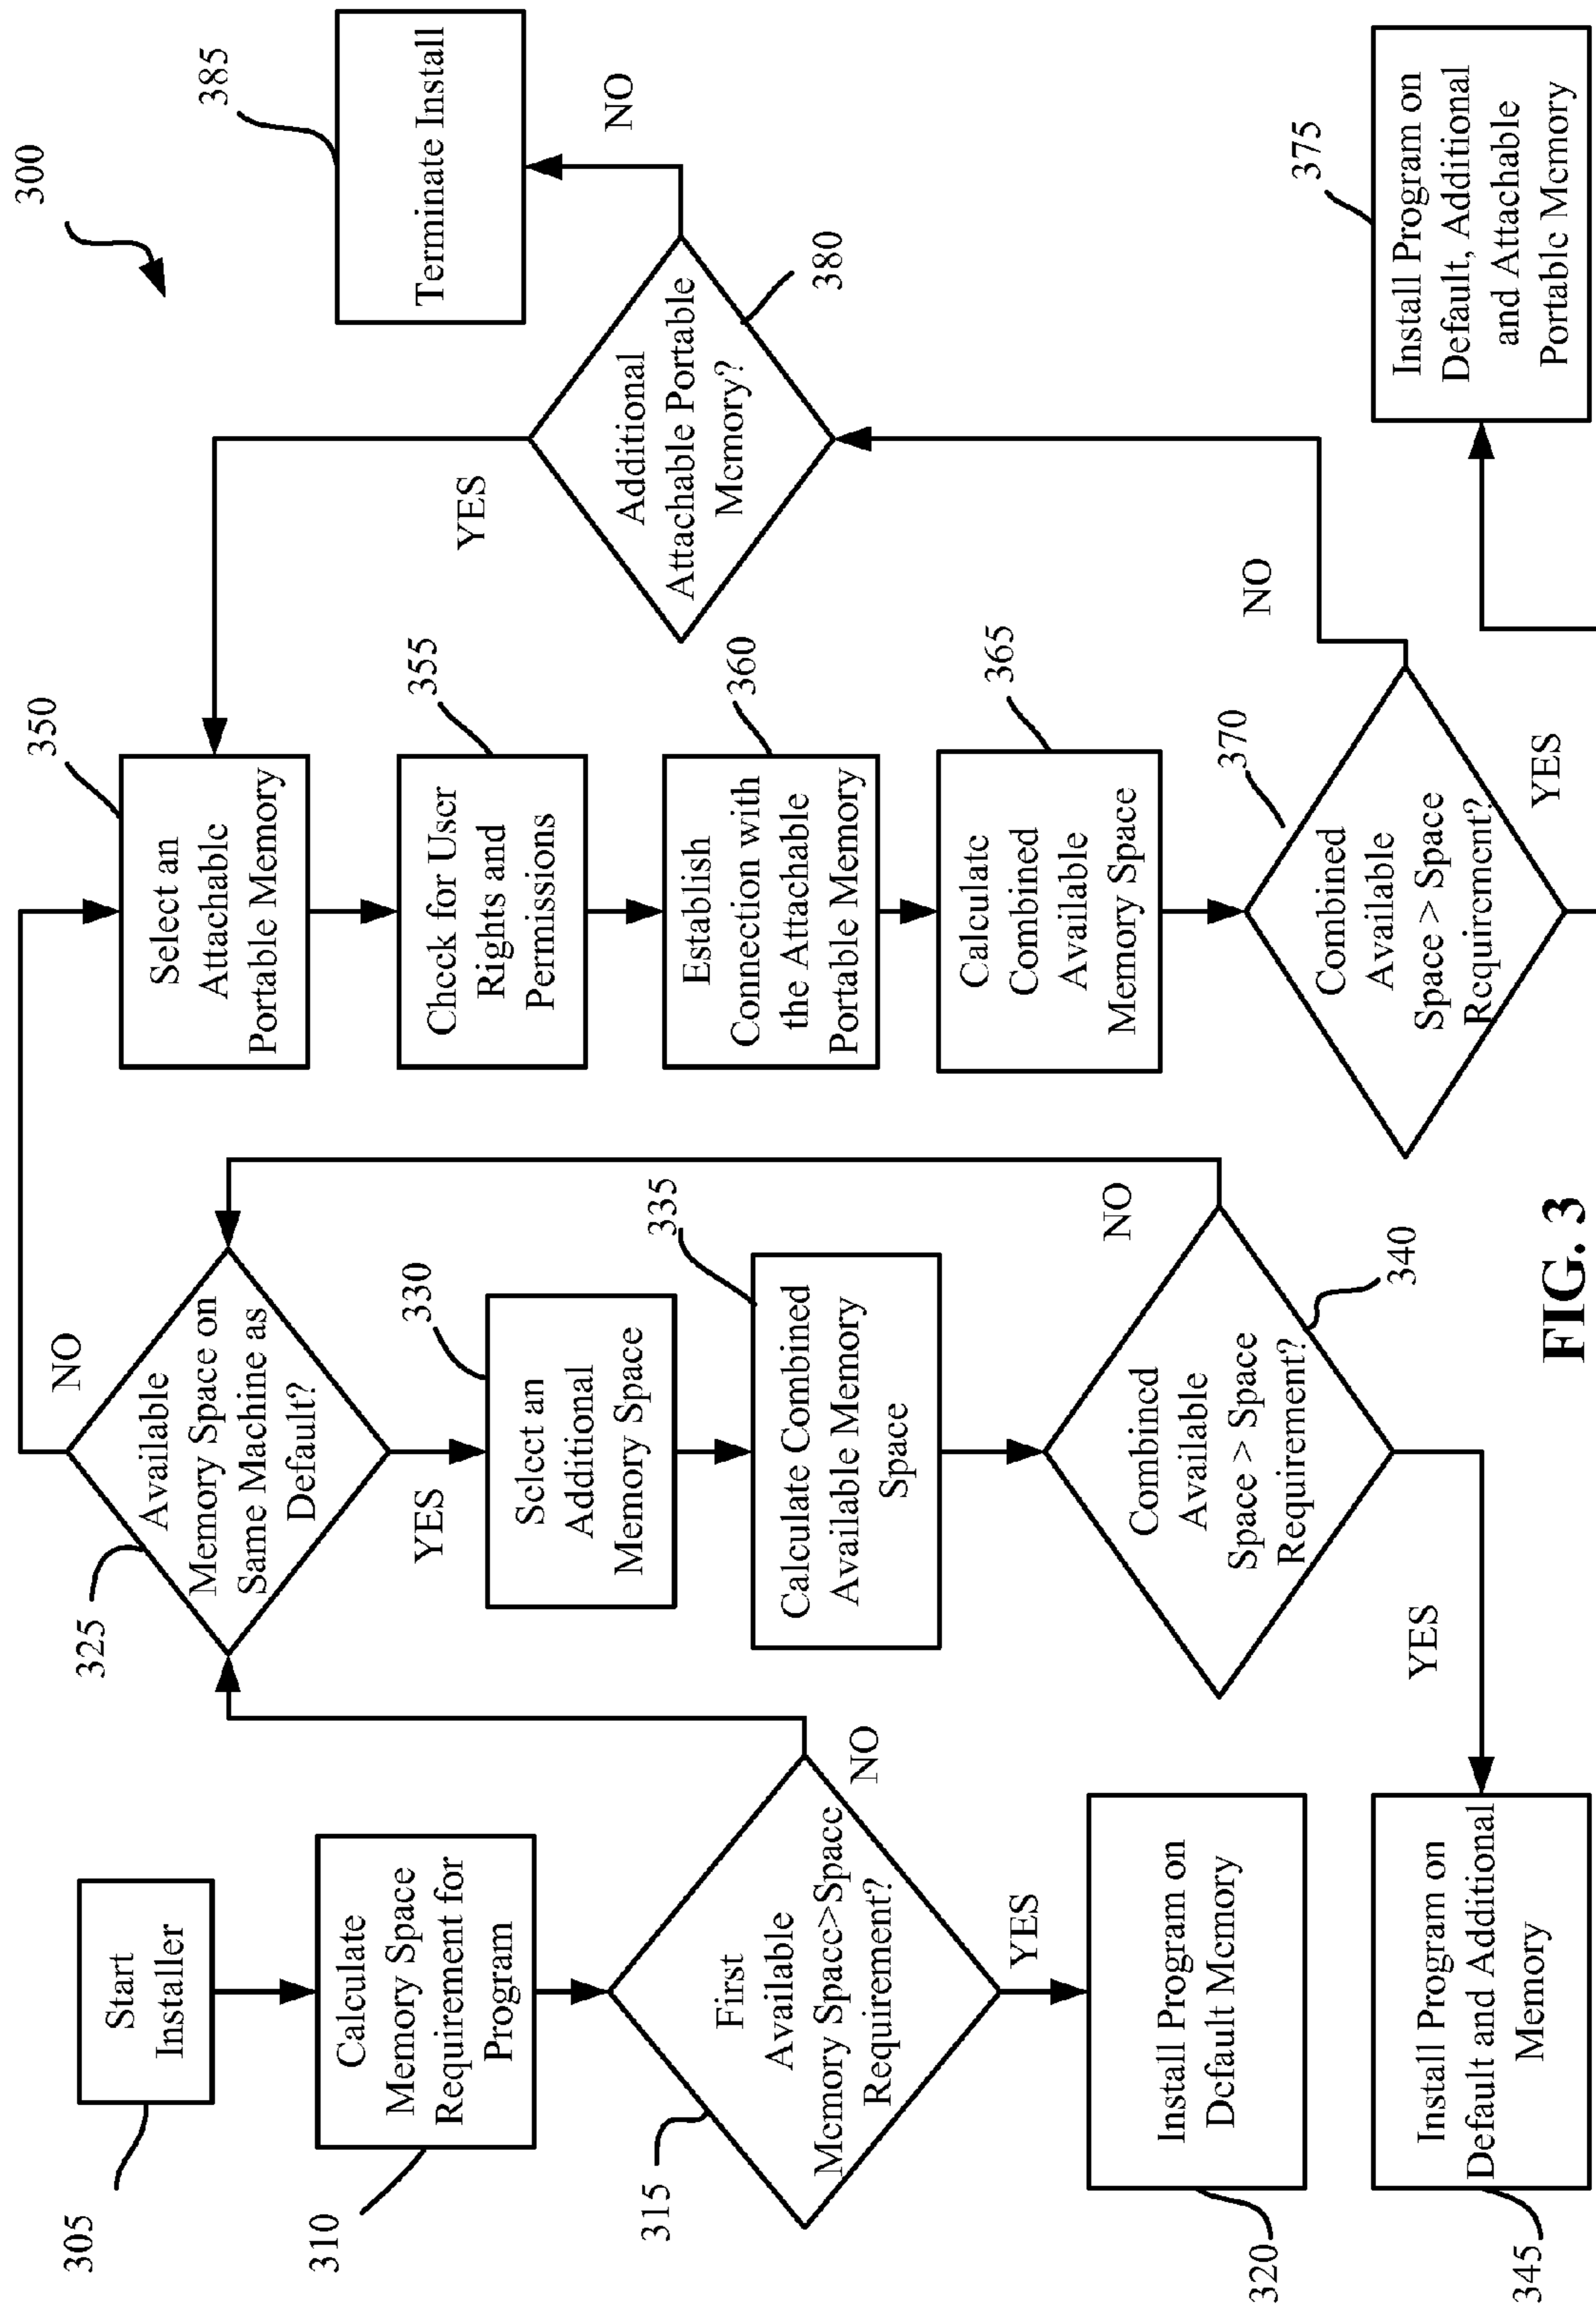 300
305
Start
Installer
310
Calculate
Memory Space
Requirement for
Program
315
First
Available
Memory Space>Space
Requirement?
NO
YES
320
Install Program on
Default Memory
325
Available
Memory Space on
Same Machine as
Default?
NO
YES
330
Select an
Additional
Memory Space
335
Calculate Combined
Available Memory
Space
340
Combined
Available
Space > Space
Requirement?
NO
YES
345
Install Program on
Default and Additional
Memory
350
Select an
Attachable
Portable Memory
355
Check for User
Rights and
Permissions
360
Establish
Connection with
the Attachable
Portable Memory
365
Calculate
Combined
Available
Memory Space
370
Combined
Available
Space > Space
Requirement?
NO
YES
375
Install Program on
Default, Additional
and Attachable
Portable Memory
380
Additional
Attachable Portable
Memory?
YES
NO
385
Terminate Install
FIG. 3